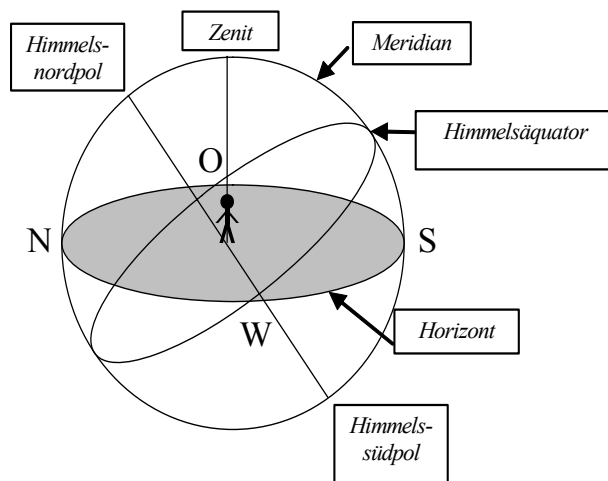 Himmels-
nordpol
Zenit
Meridian
Himmelsäquator
O
N
S
W
Horizont
Himmels-
südpol